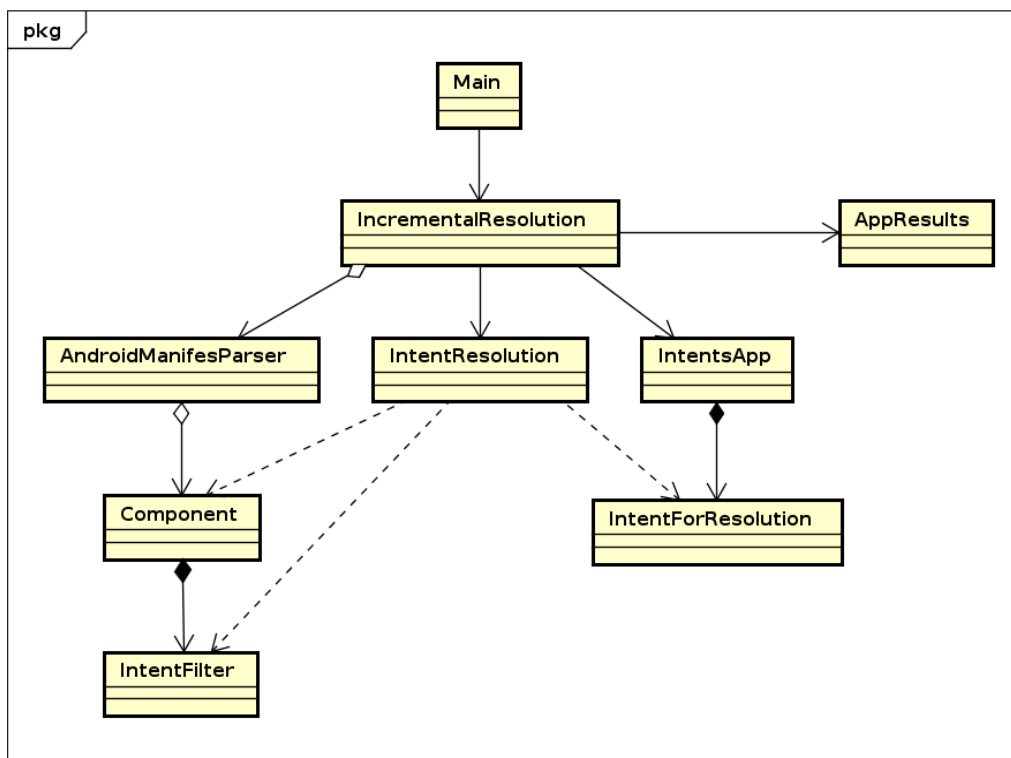 pkg
Main
IncrementalResolution
AppResults
AndroidManifesParser
IntentResolution
IntentsApp
Component
IntentForResolution
IntentFilter